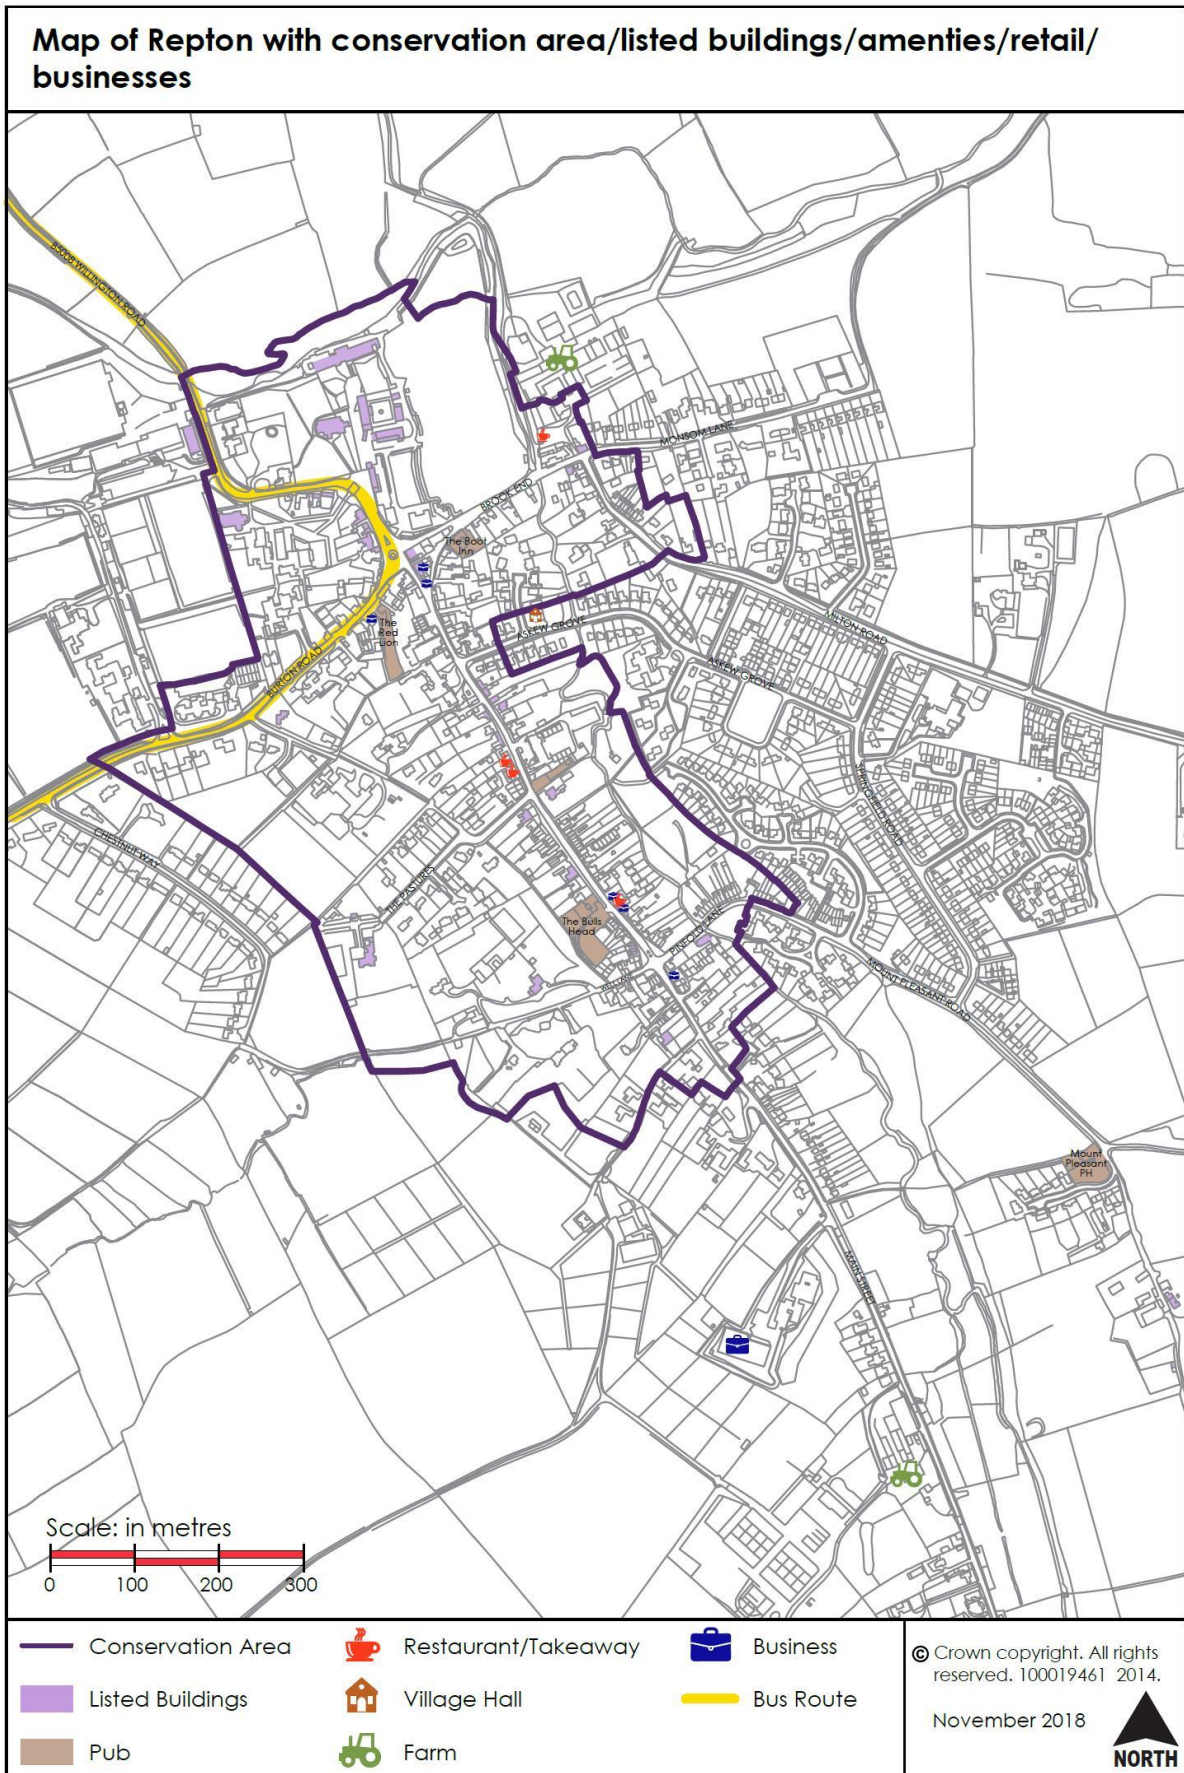 Map of Repton with conservation area/listed buildings/amenties/retail/
businesses
B5008 WILLINGTON ROAD
MONSOM LANE
BROOK END
The Boot
Inn
MILTON ROAD
ASKEW GROVE
The
Red
Lion
ASKEW GROVE
BURTON ROAD
SPRINGFIELD ROAD
CHESTNUT WAY
THE PASTURES
The Bulls
Head
PINFOLD LANE
WELL LANE
MOUNT PLEASANT ROAD
Mount
Pleasant
PH
MAIN STREET
Scale: in metres
0 100 200 300
Conservation Area
Restaurant/Takeaway
Business
Listed Buildings
Village Hall
Bus Route
Pub
Farm
© Crown copyright. All rights
reserved. 100019461 2014.
November 2018
NORTH